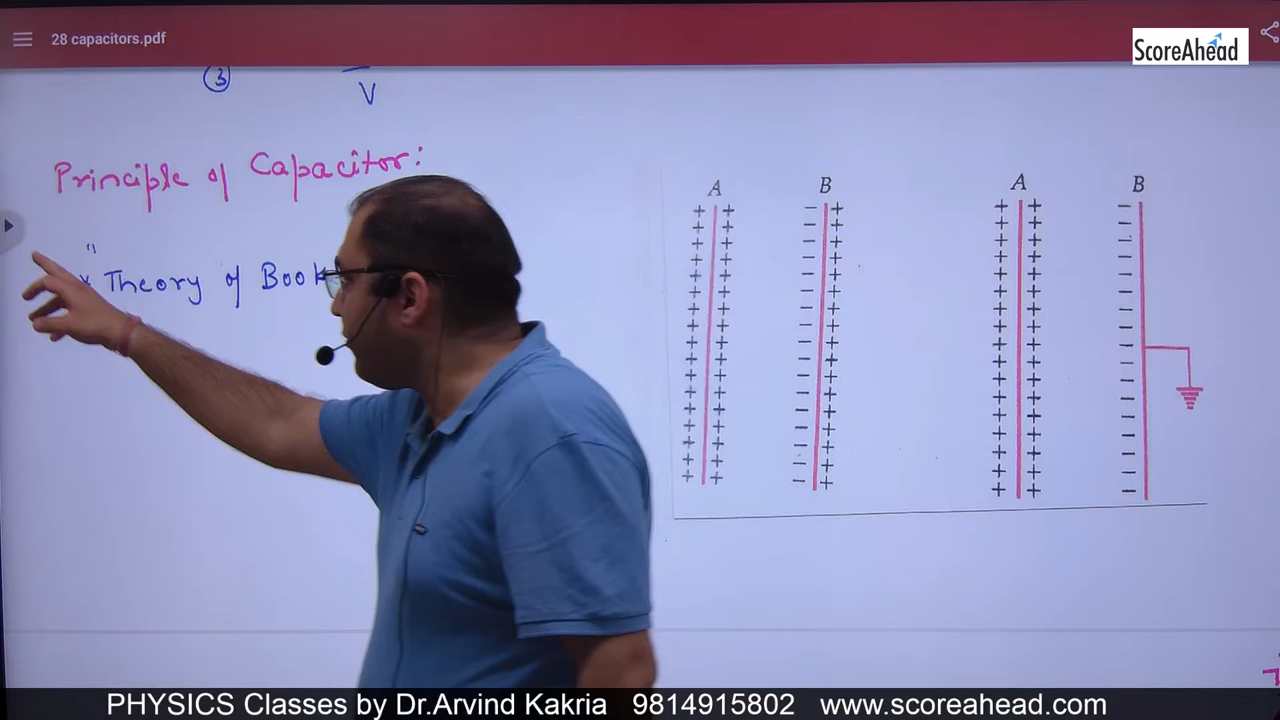 28 capacitors.pdf
ScoreAhead
3
V
Principle of Capacitor:
A B A B
Theory of Book
PHYSICS Classes by Dr.Arvind Kakria 9814915802 www.scoreahead.com